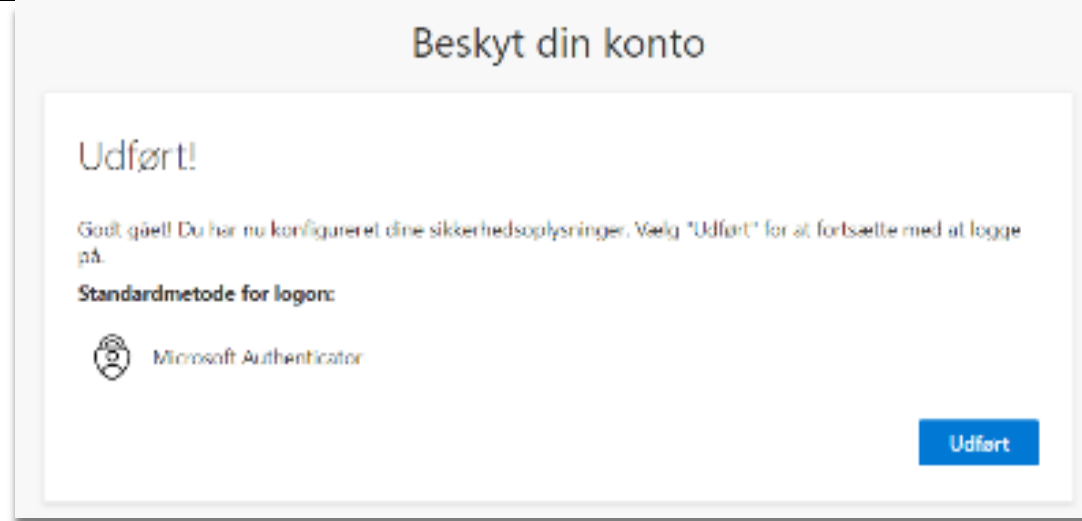 Beskyt din konto
Udført!
Godt gået! Du har nu konfigureret dine sikkerhedsoplysninger. Vælg "Udført" for at fortsætte med at logge
på.
Standardmetode for logon:
Microsoft Authenticator
Udført